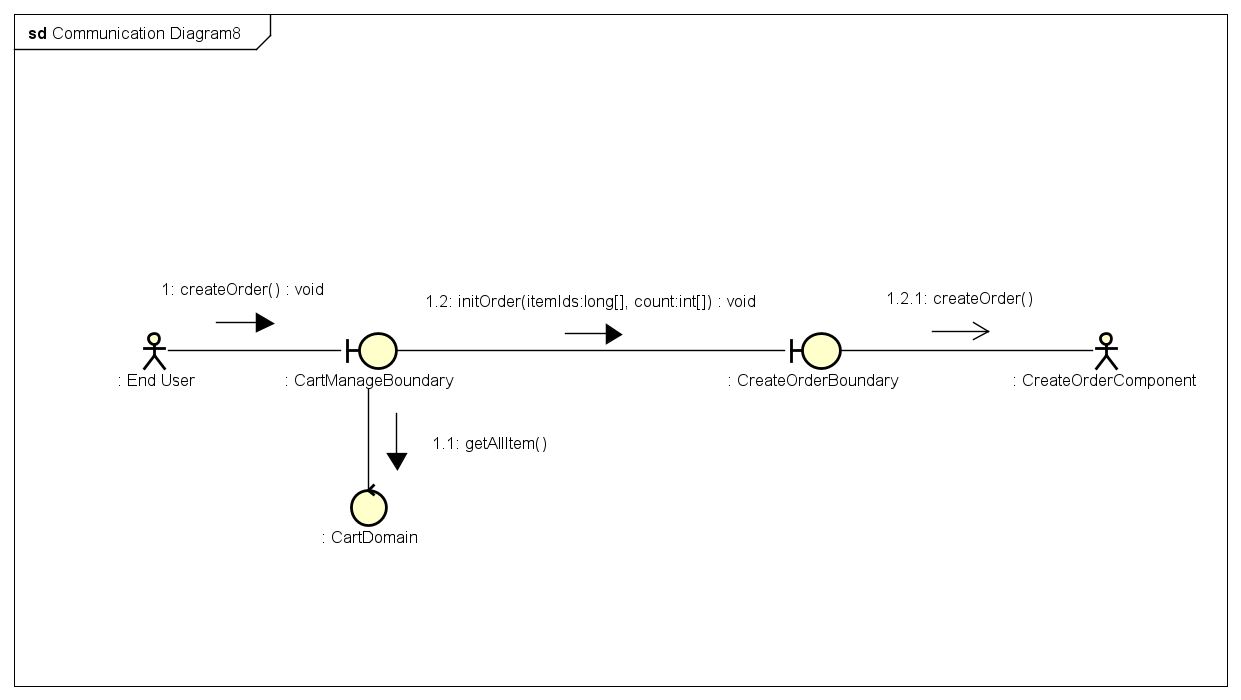 sd Communication Diagram8
1: createOrder() : void
1.2: initOrder(itemIds:long[], count:int[]) : void
1.2.1: createOrder()
: End User
: CartManageBoundary
: CreateOrderBoundary
: CreateOrderComponent
1.1: getAllItem()
: CartDomain